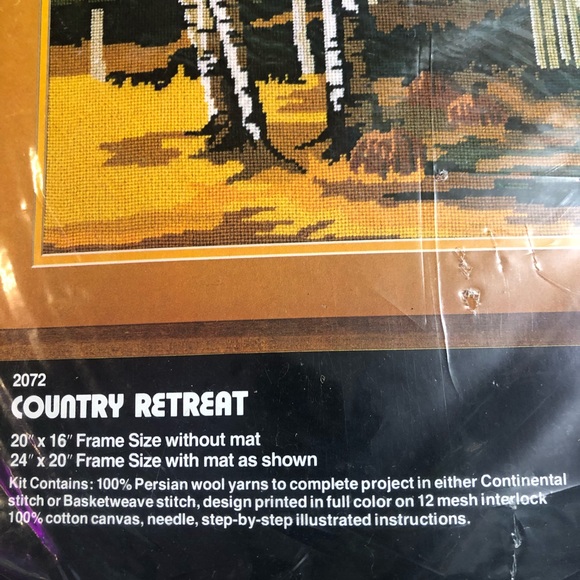 2072
COUNTRY RETREAT
20" x 16" Frame Size without mat
24" x 20" Frame Size with mat as shown
Kit Contains: 100% Persian wool yarns to complete project in either Continental
stitch or Basketweave stitch, design printed in full color on 12 mesh interlock
100% cotton canvas, needle, step-by-step illustrated instructions.